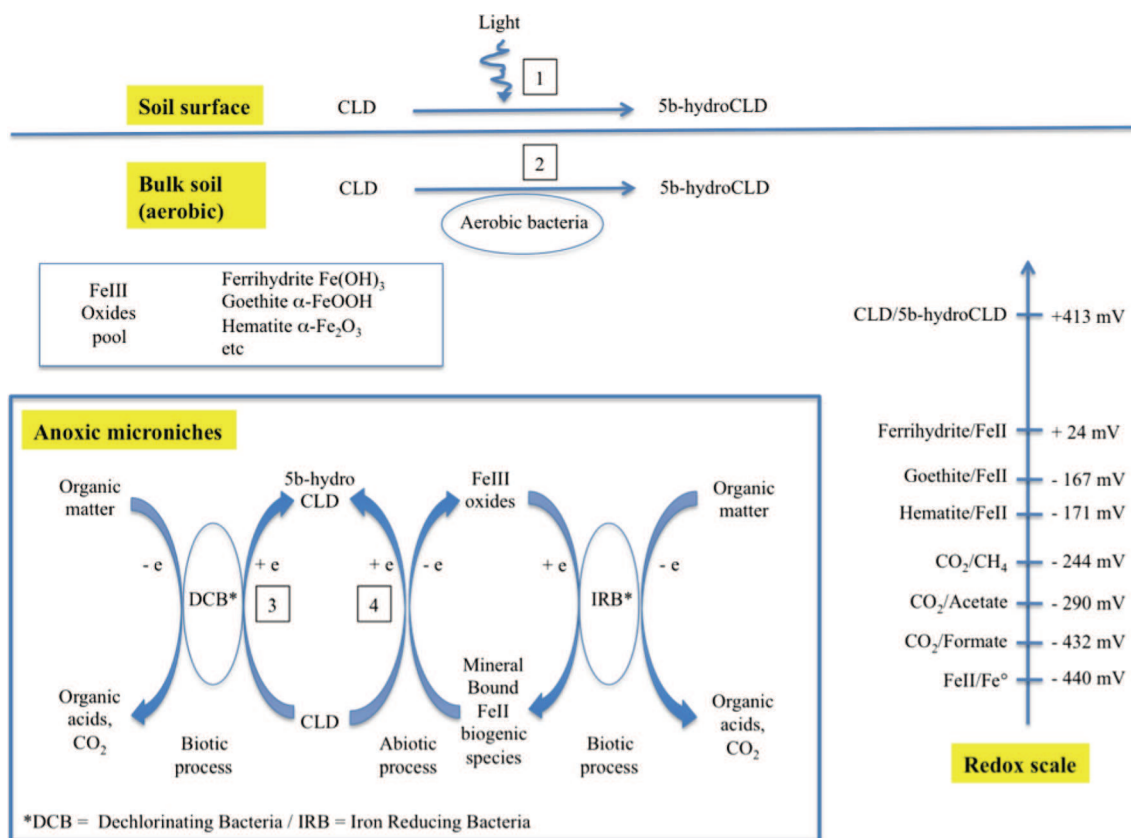 Light
1
Soil surface
CLD
5b-hydroCLD
2
Bulk soil
(aerobic)
CLD
5b-hydroCLD
Aerobic bacteria
FeIII
Oxides
pool
Ferrihydrite Fe(OH)₃
Goethite α-FeOOH
Hematite α-Fe₂O₃
etc
Anoxic microniches
Organic
matter
5b-hydro
CLD
FeIII
oxides
Organic
matter
- e
+ e
+ e
- e
+ e
- e
DCB*
3
4
IRB*
Organic
acids,
CO₂
CLD
Mineral
Bound
FeII
biogenic
species
Organic
acids,
CO₂
Biotic
process
Abiotic
process
Biotic
process
*DCB = Dechlorinating Bacteria / IRB = Iron Reducing Bacteria
CLD/5b-hydroCLD +413 mV
Ferrihydrite/FeII + 24 mV
Goethite/FeII - 167 mV
Hematite/FeII - 171 mV
CO₂/CH₄ - 244 mV
CO₂/Acetate - 290 mV
CO₂/Formate - 432 mV
FeII/Fe° - 440 mV
Redox scale